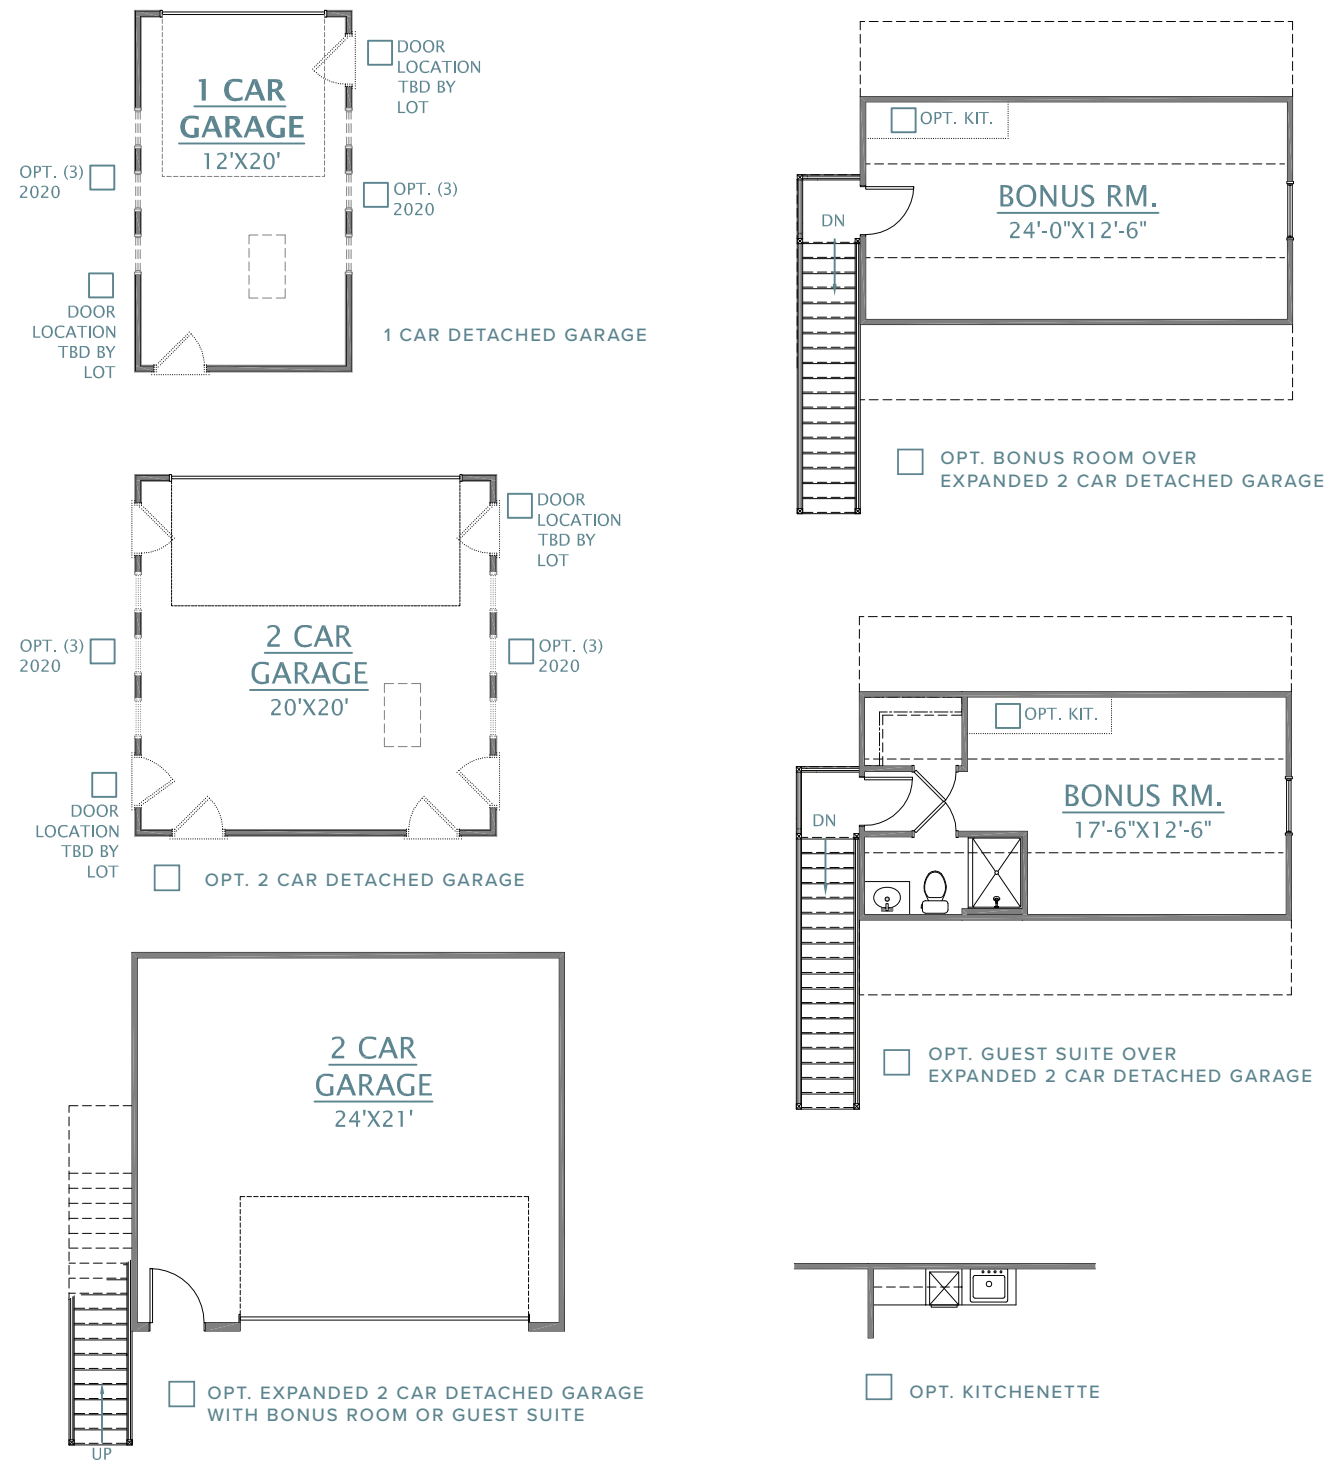 1 CAR
GARAGE
12'X20'
DOOR
LOCATION
TBD BY
LOT
OPT. (3)
2020
OPT. (3)
2020
DOOR
LOCATION
TBD BY
LOT
1 CAR DETACHED GARAGE
DOOR
LOCATION
TBD BY
LOT
2 CAR
GARAGE
20'X20'
OPT. (3)
2020
OPT. (3)
2020
DOOR
LOCATION
TBD BY
LOT
OPT. 2 CAR DETACHED GARAGE
2 CAR
GARAGE
24'X21'
UP
OPT. EXPANDED 2 CAR DETACHED GARAGE
WITH BONUS ROOM OR GUEST SUITE
OPT. KIT.
BONUS RM.
24'-0"X12'-6"
DN
OPT. BONUS ROOM OVER
EXPANDED 2 CAR DETACHED GARAGE
OPT. KIT.
BONUS RM.
17'-6"X12'-6"
DN
OPT. GUEST SUITE OVER
EXPANDED 2 CAR DETACHED GARAGE
OPT. KITCHENETTE